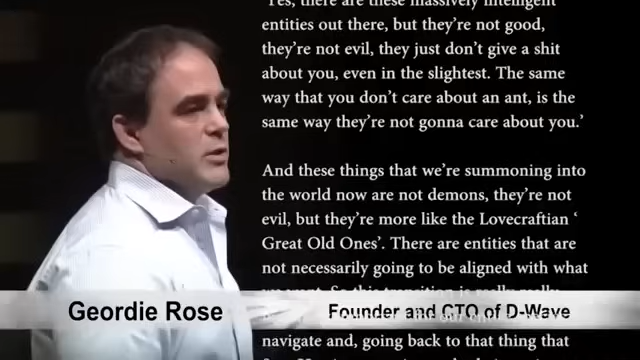 'Yes, there are these massively intelligent
entities out there, but they're not good,
they're not evil, they just don't give a shit
about you, even in the slightest. The same
way that you don't care about an ant, is the
same way they're not gonna care about you.'
And these things that we're summoning into
the world now are not demons, they're not
evil, but they're more like the Lovecraftian '
Great Old Ones'. There are entities that are
not necessarily going to be aligned with what
Geordie Rose
Founder and CTO of D-Wave
navigate and, going back to that thing that